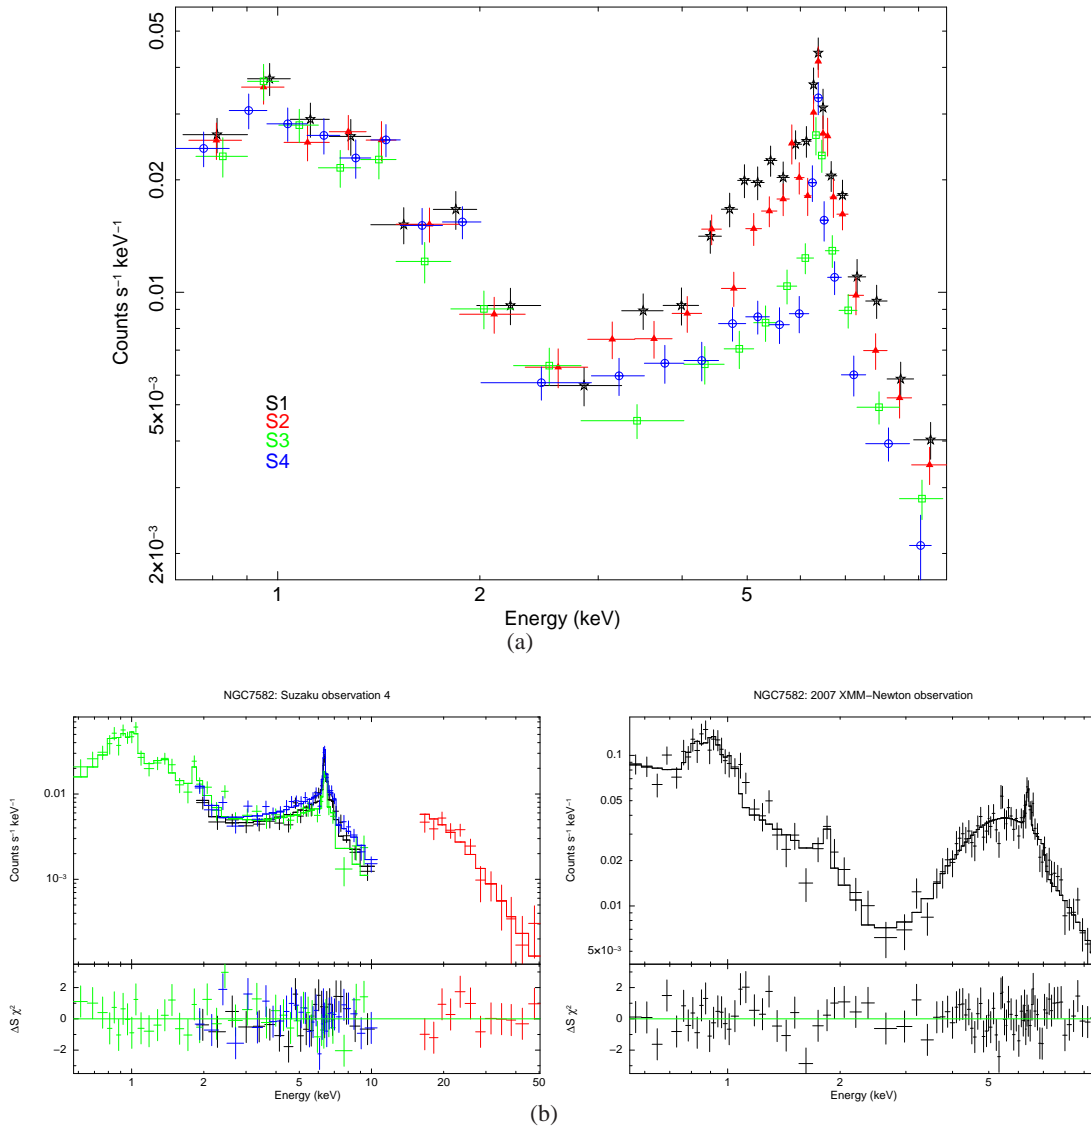 0.05
0.02
0.01
5×10⁻³
2×10⁻³
Counts s⁻¹ keV⁻¹
S1
S2
S3
S4
1 2 5
Energy (keV)
(a)
NGC7582: Suzaku observation 4
0.01
10⁻³
Counts s⁻¹ keV⁻¹
2
0
−2
ΔS χ²
1 2 5 10 20 50
Energy (keV)
NGC7582: 2007 XMM−Newton observation
0.1
0.05
0.02
0.01
5×10⁻³
Counts s⁻¹ keV⁻¹
2
0
−2
ΔS χ²
1 2 5
Energy (keV)
(b)